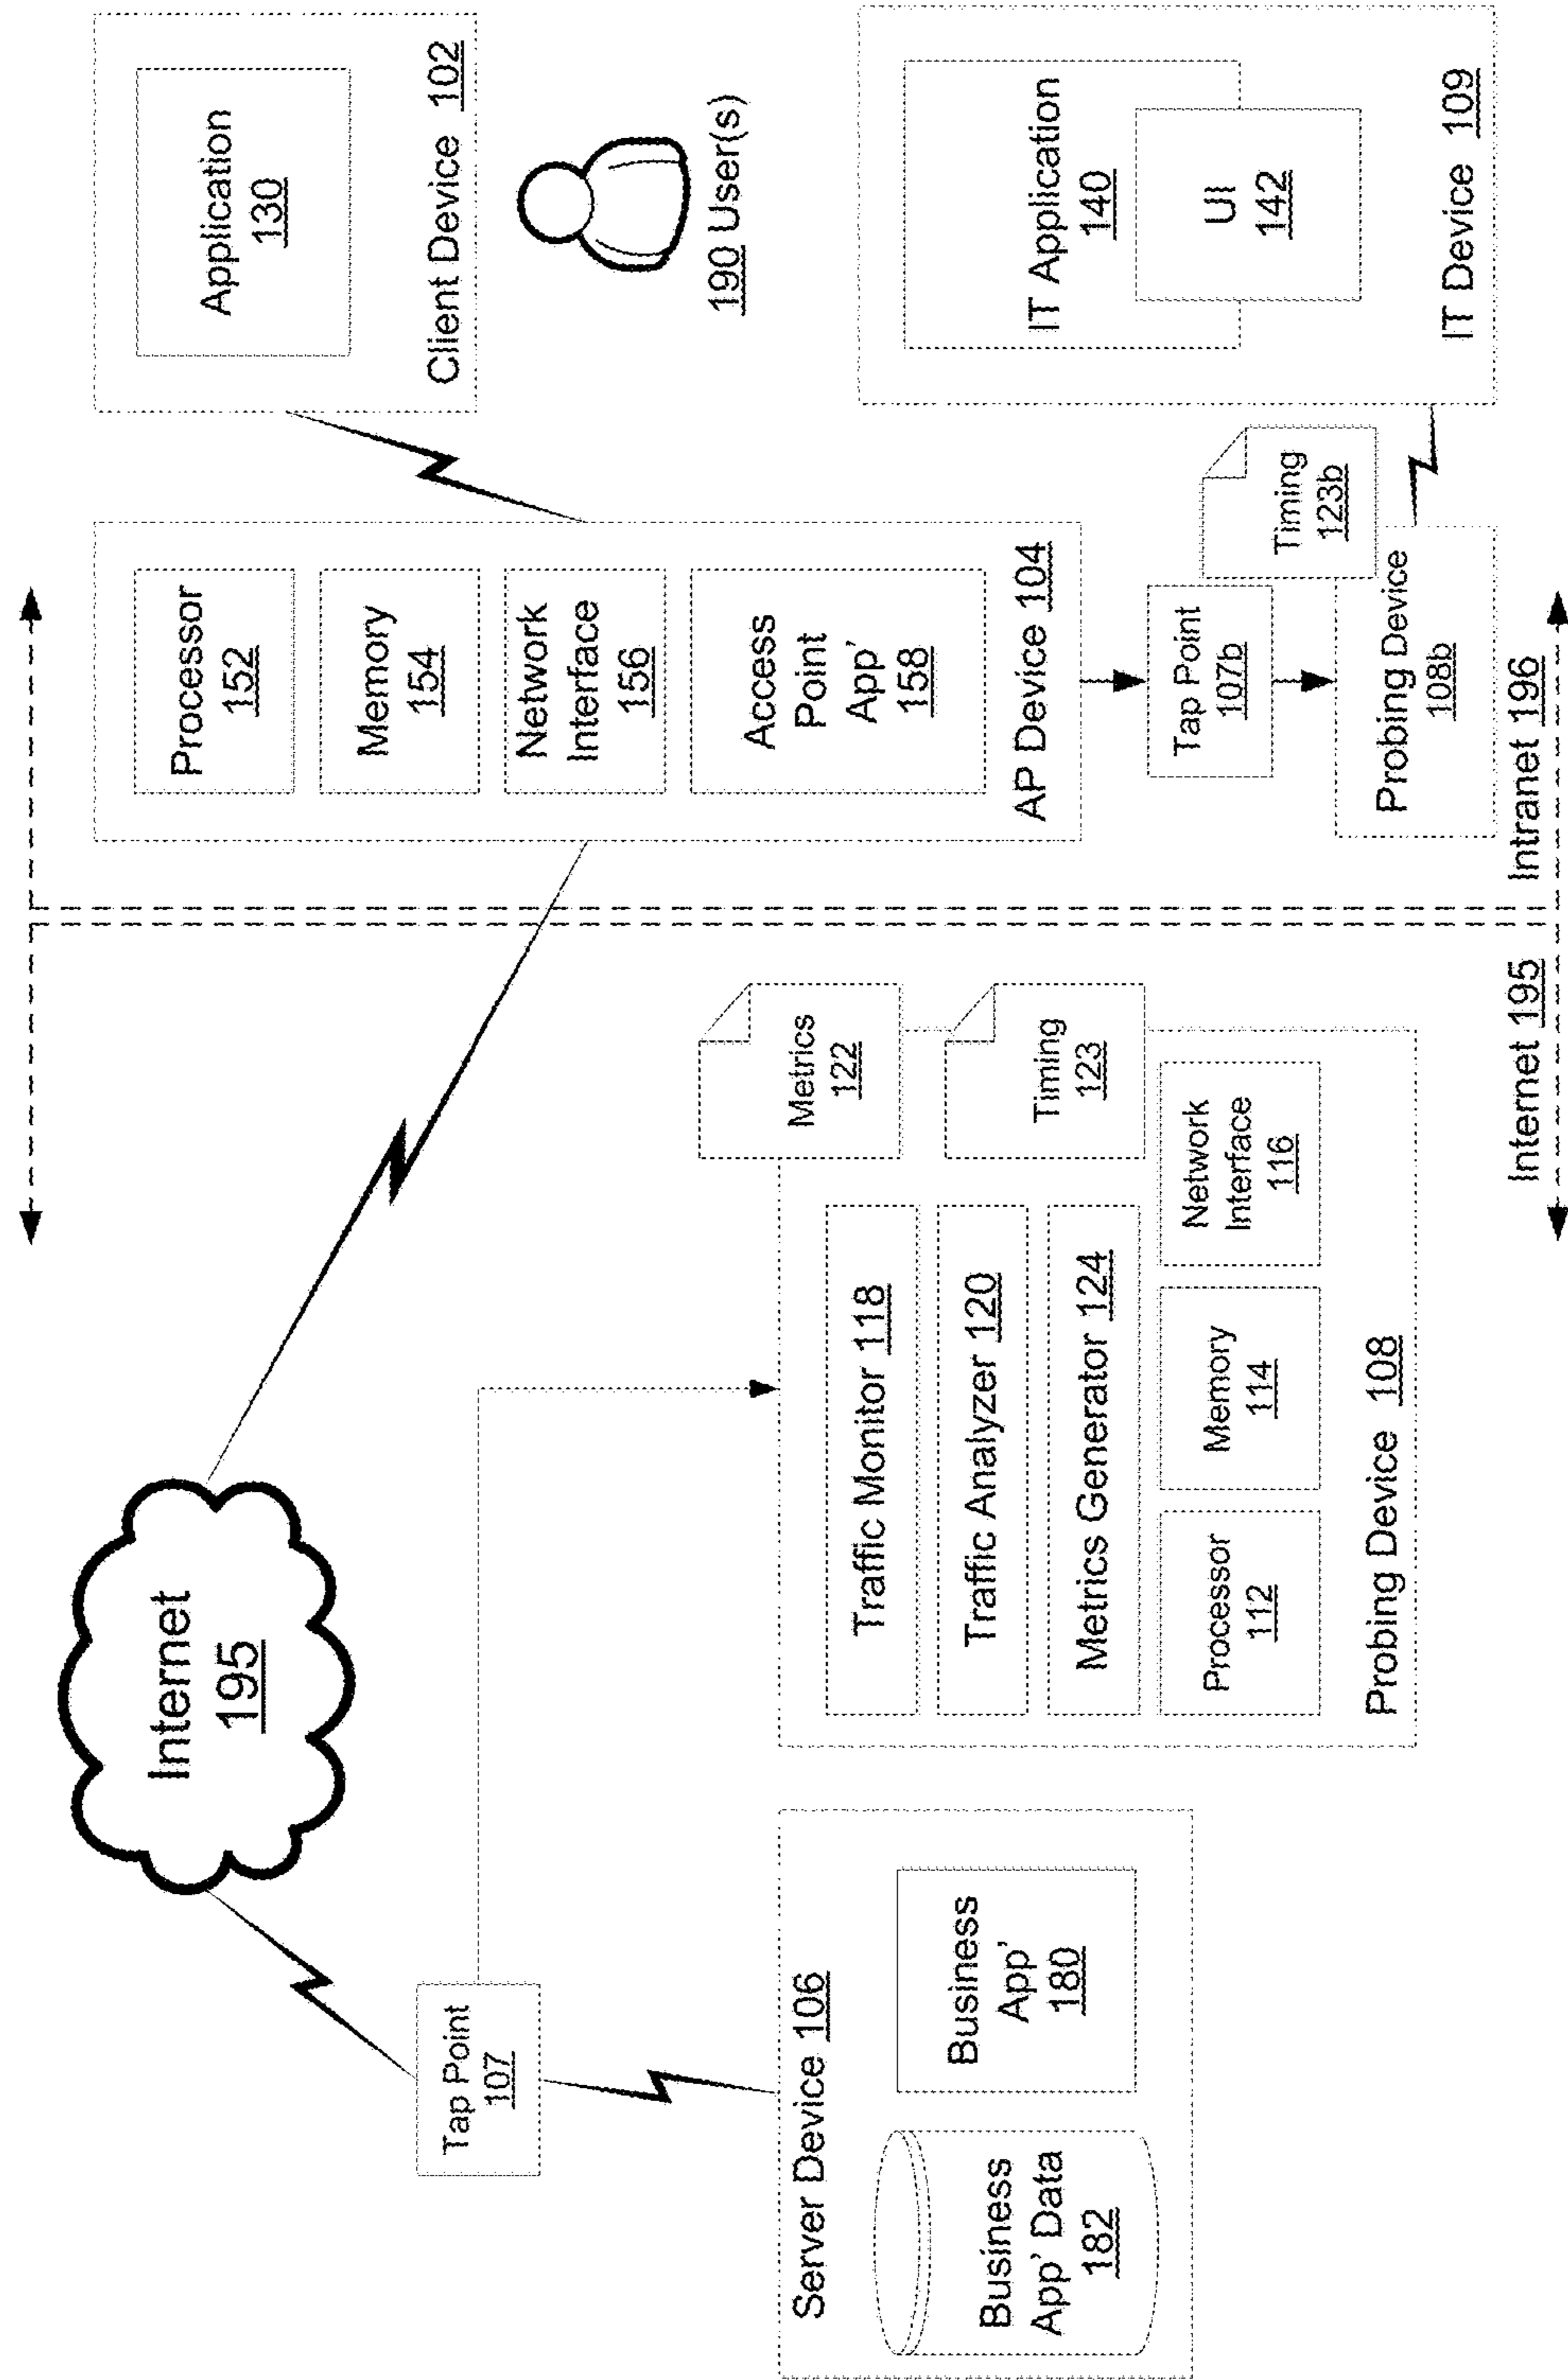 Internet
195
Tap Point
107
Server Device 106
Business
App' Data
182
Business
App'
180
Traffic Monitor 118
Traffic Analyzer 120
Metrics Generator 124
Processor
112
Memory
114
Network
Interface
116
Probing Device 108
Metrics
122
Timing
123
Internet 195
Intranet 196
Processor
152
Memory
154
Network
Interface
156
Access
Point
App'
158
AP Device 104
Tap Point
107b
Timing
123b
Probing Device
108b
Application
130
Client Device 102
190 User(s)
IT Application
140
UI
142
IT Device 109